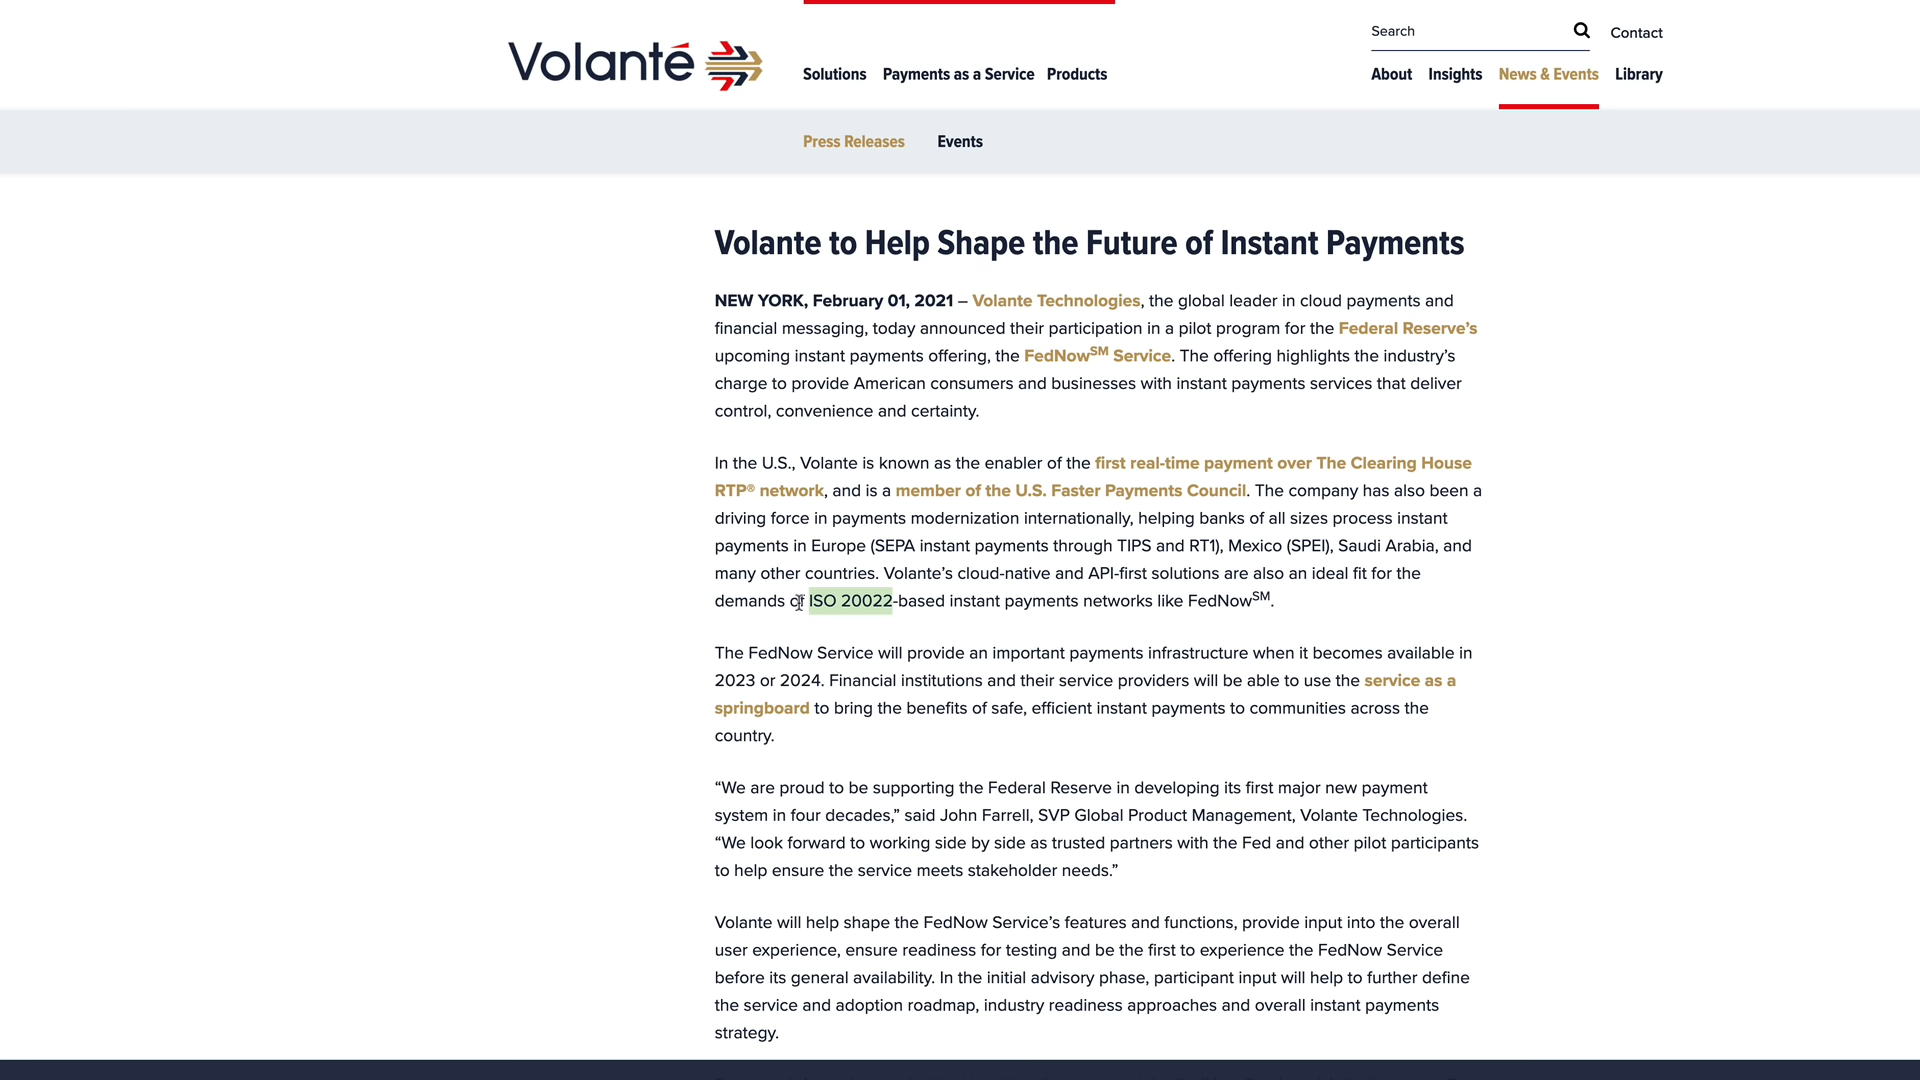 Search
Contact
Volanté
Solutions Payments as a Service Products
About Insights News & Events Library
Press Releases Events
Volante to Help Shape the Future of Instant Payments
NEW YORK, February 01, 2021 – Volante Technologies, the global leader in cloud payments and
financial messaging, today announced their participation in a pilot program for the Federal Reserve’s
upcoming instant payments offering, the FedNowSM Service. The offering highlights the industry’s
charge to provide American consumers and businesses with instant payments services that deliver
control, convenience and certainty.
In the U.S., Volante is known as the enabler of the first real-time payment over The Clearing House
RTP® network, and is a member of the U.S. Faster Payments Council. The company has also been a
driving force in payments modernization internationally, helping banks of all sizes process instant
payments in Europe (SEPA instant payments through TIPS and RT1), Mexico (SPEI), Saudi Arabia, and
many other countries. Volante’s cloud-native and API-first solutions are also an ideal fit for the
demands of ISO 20022-based instant payments networks like FedNowSM.
The FedNow Service will provide an important payments infrastructure when it becomes available in
2023 or 2024. Financial institutions and their service providers will be able to use the service as a
springboard to bring the benefits of safe, efficient instant payments to communities across the
country.
“We are proud to be supporting the Federal Reserve in developing its first major new payment
system in four decades,” said John Farrell, SVP Global Product Management, Volante Technologies.
“We look forward to working side by side as trusted partners with the Fed and other pilot participants
to help ensure the service meets stakeholder needs.”
Volante will help shape the FedNow Service’s features and functions, provide input into the overall
user experience, ensure readiness for testing and be the first to experience the FedNow Service
before its general availability. In the initial advisory phase, participant input will help to further define
the service and adoption roadmap, industry readiness approaches and overall instant payments
strategy.